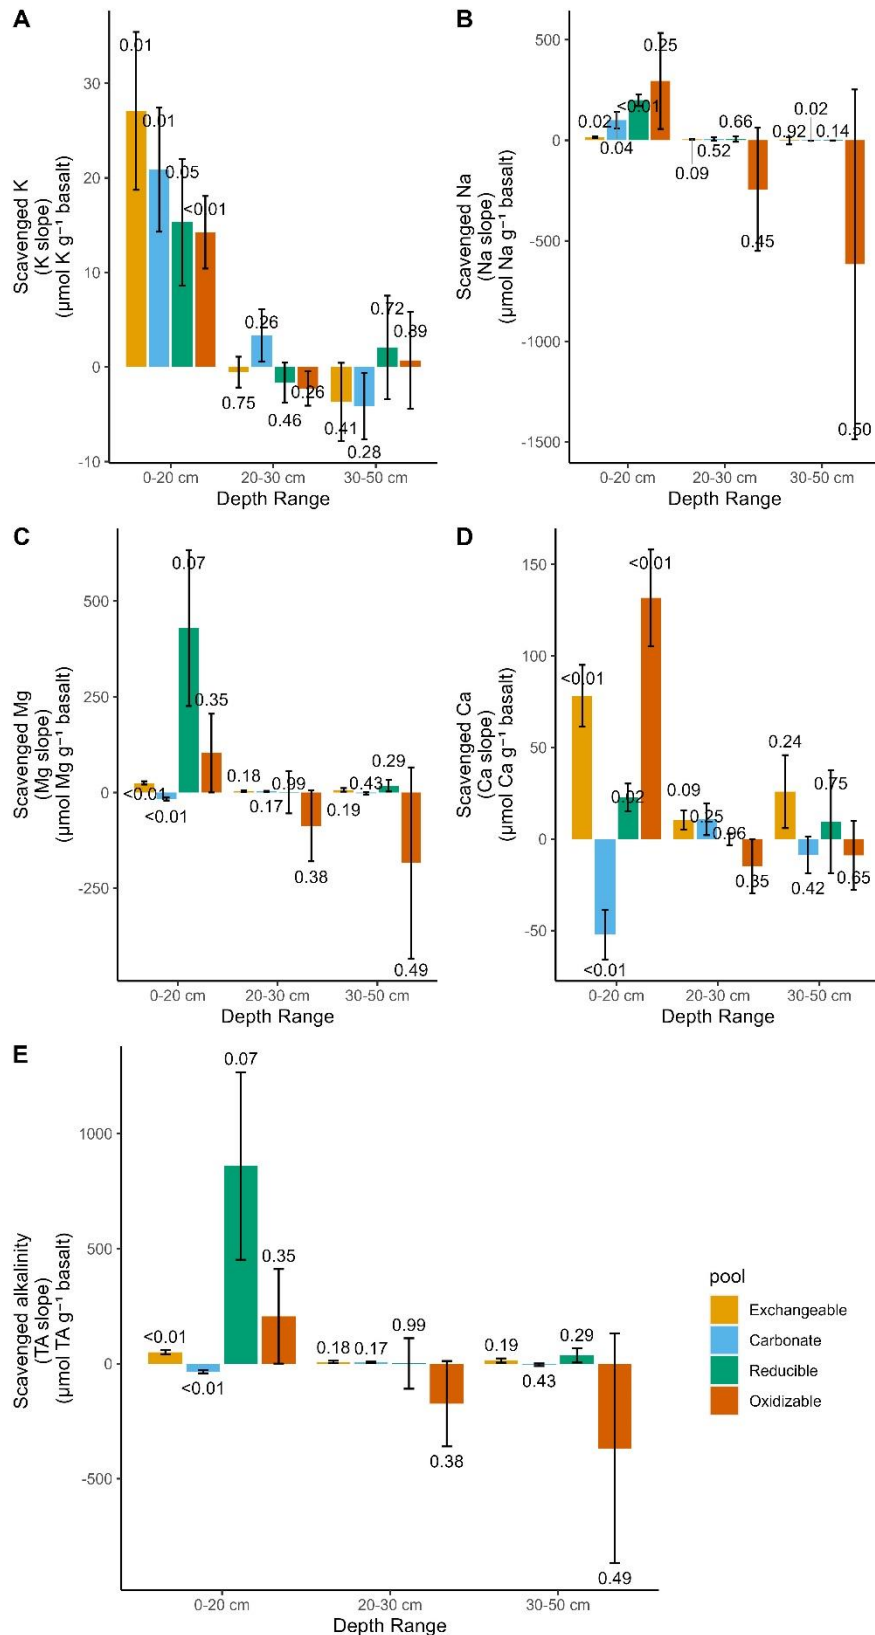 A
Scavenged K
(K slope)
(µmol K g⁻¹ basalt)
30
20
10
0
-10
0.01
0.01
0.05
<0.01
0.75
0.26
0.46
0.26
0.41
0.28
0.72
0.89
0-20 cm
20-30 cm
30-50 cm
Depth Range
B
Scavenged Na
(Na slope)
(µmol Na g⁻¹ basalt)
500
0
-500
-1000
-1500
0.02
0.04
<0.01
0.25
0.09
0.52
0.66
0.45
0.92
0.02
0.14
0.50
0-20 cm
20-30 cm
30-50 cm
Depth Range
C
Scavenged Mg
(Mg slope)
(µmol Mg g⁻¹ basalt)
500
250
0
-250
<0.01
<0.01
0.07
0.35
0.18
0.17
0.99
0.38
0.19
0.43
0.29
0.49
0-20 cm
20-30 cm
30-50 cm
Depth Range
D
Scavenged Ca
(Ca slope)
(µmol Ca g⁻¹ basalt)
150
100
50
0
-50
<0.01
<0.01
0.02
<0.01
0.09
0.25
0.96
0.35
0.24
0.42
0.75
0.65
0-20 cm
20-30 cm
30-50 cm
Depth Range
E
Scavenged alkalinity
(TA slope)
(µmol TA g⁻¹ basalt)
1000
500
0
-500
<0.01
<0.01
0.07
0.35
0.18
0.17
0.99
0.38
0.19
0.43
0.29
0.49
0-20 cm
20-30 cm
30-50 cm
Depth Range
pool
Exchangeable
Carbonate
Reducible
Oxidizable